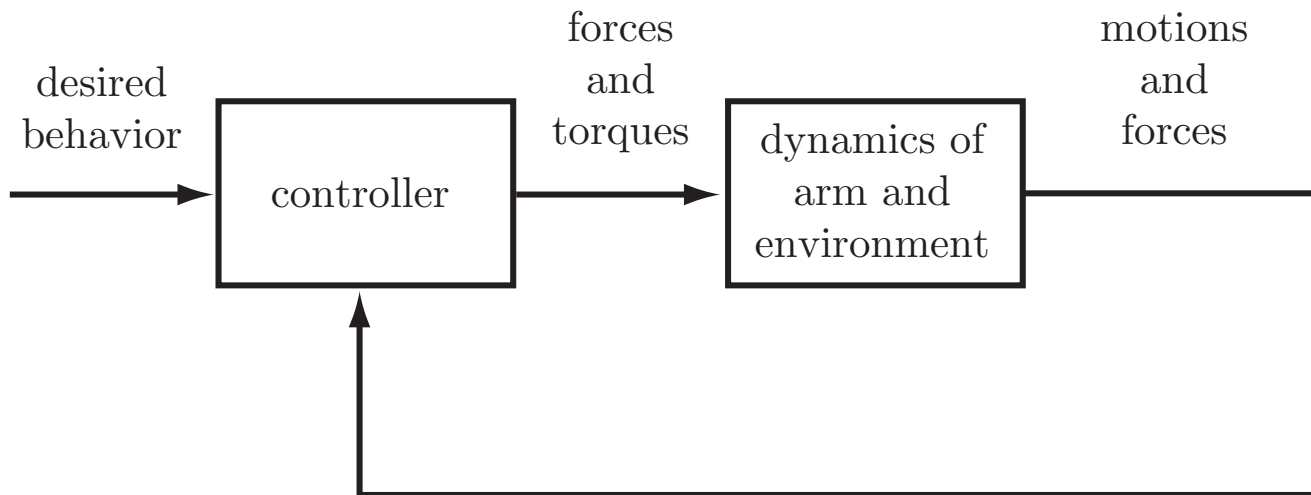 desired
behavior
controller
forces
and
torques
dynamics of
arm and
environment
motions
and
forces